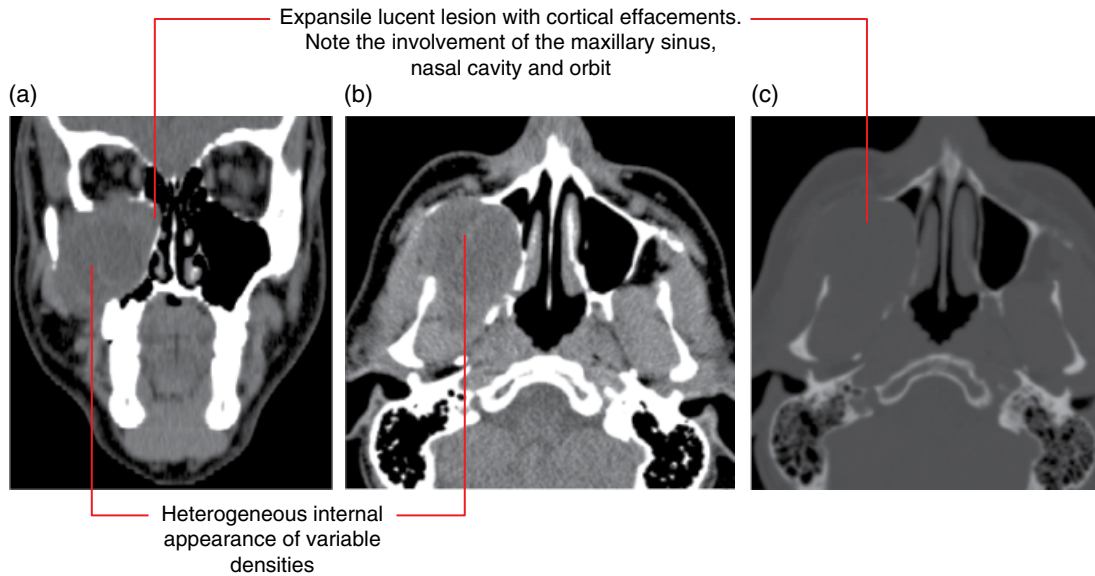 Expansile lucent lesion with cortical effacements.
Note the involvement of the maxillary sinus,
nasal cavity and orbit
(a)
(b)
(c)
Heterogeneous internal
appearance of variable
densities